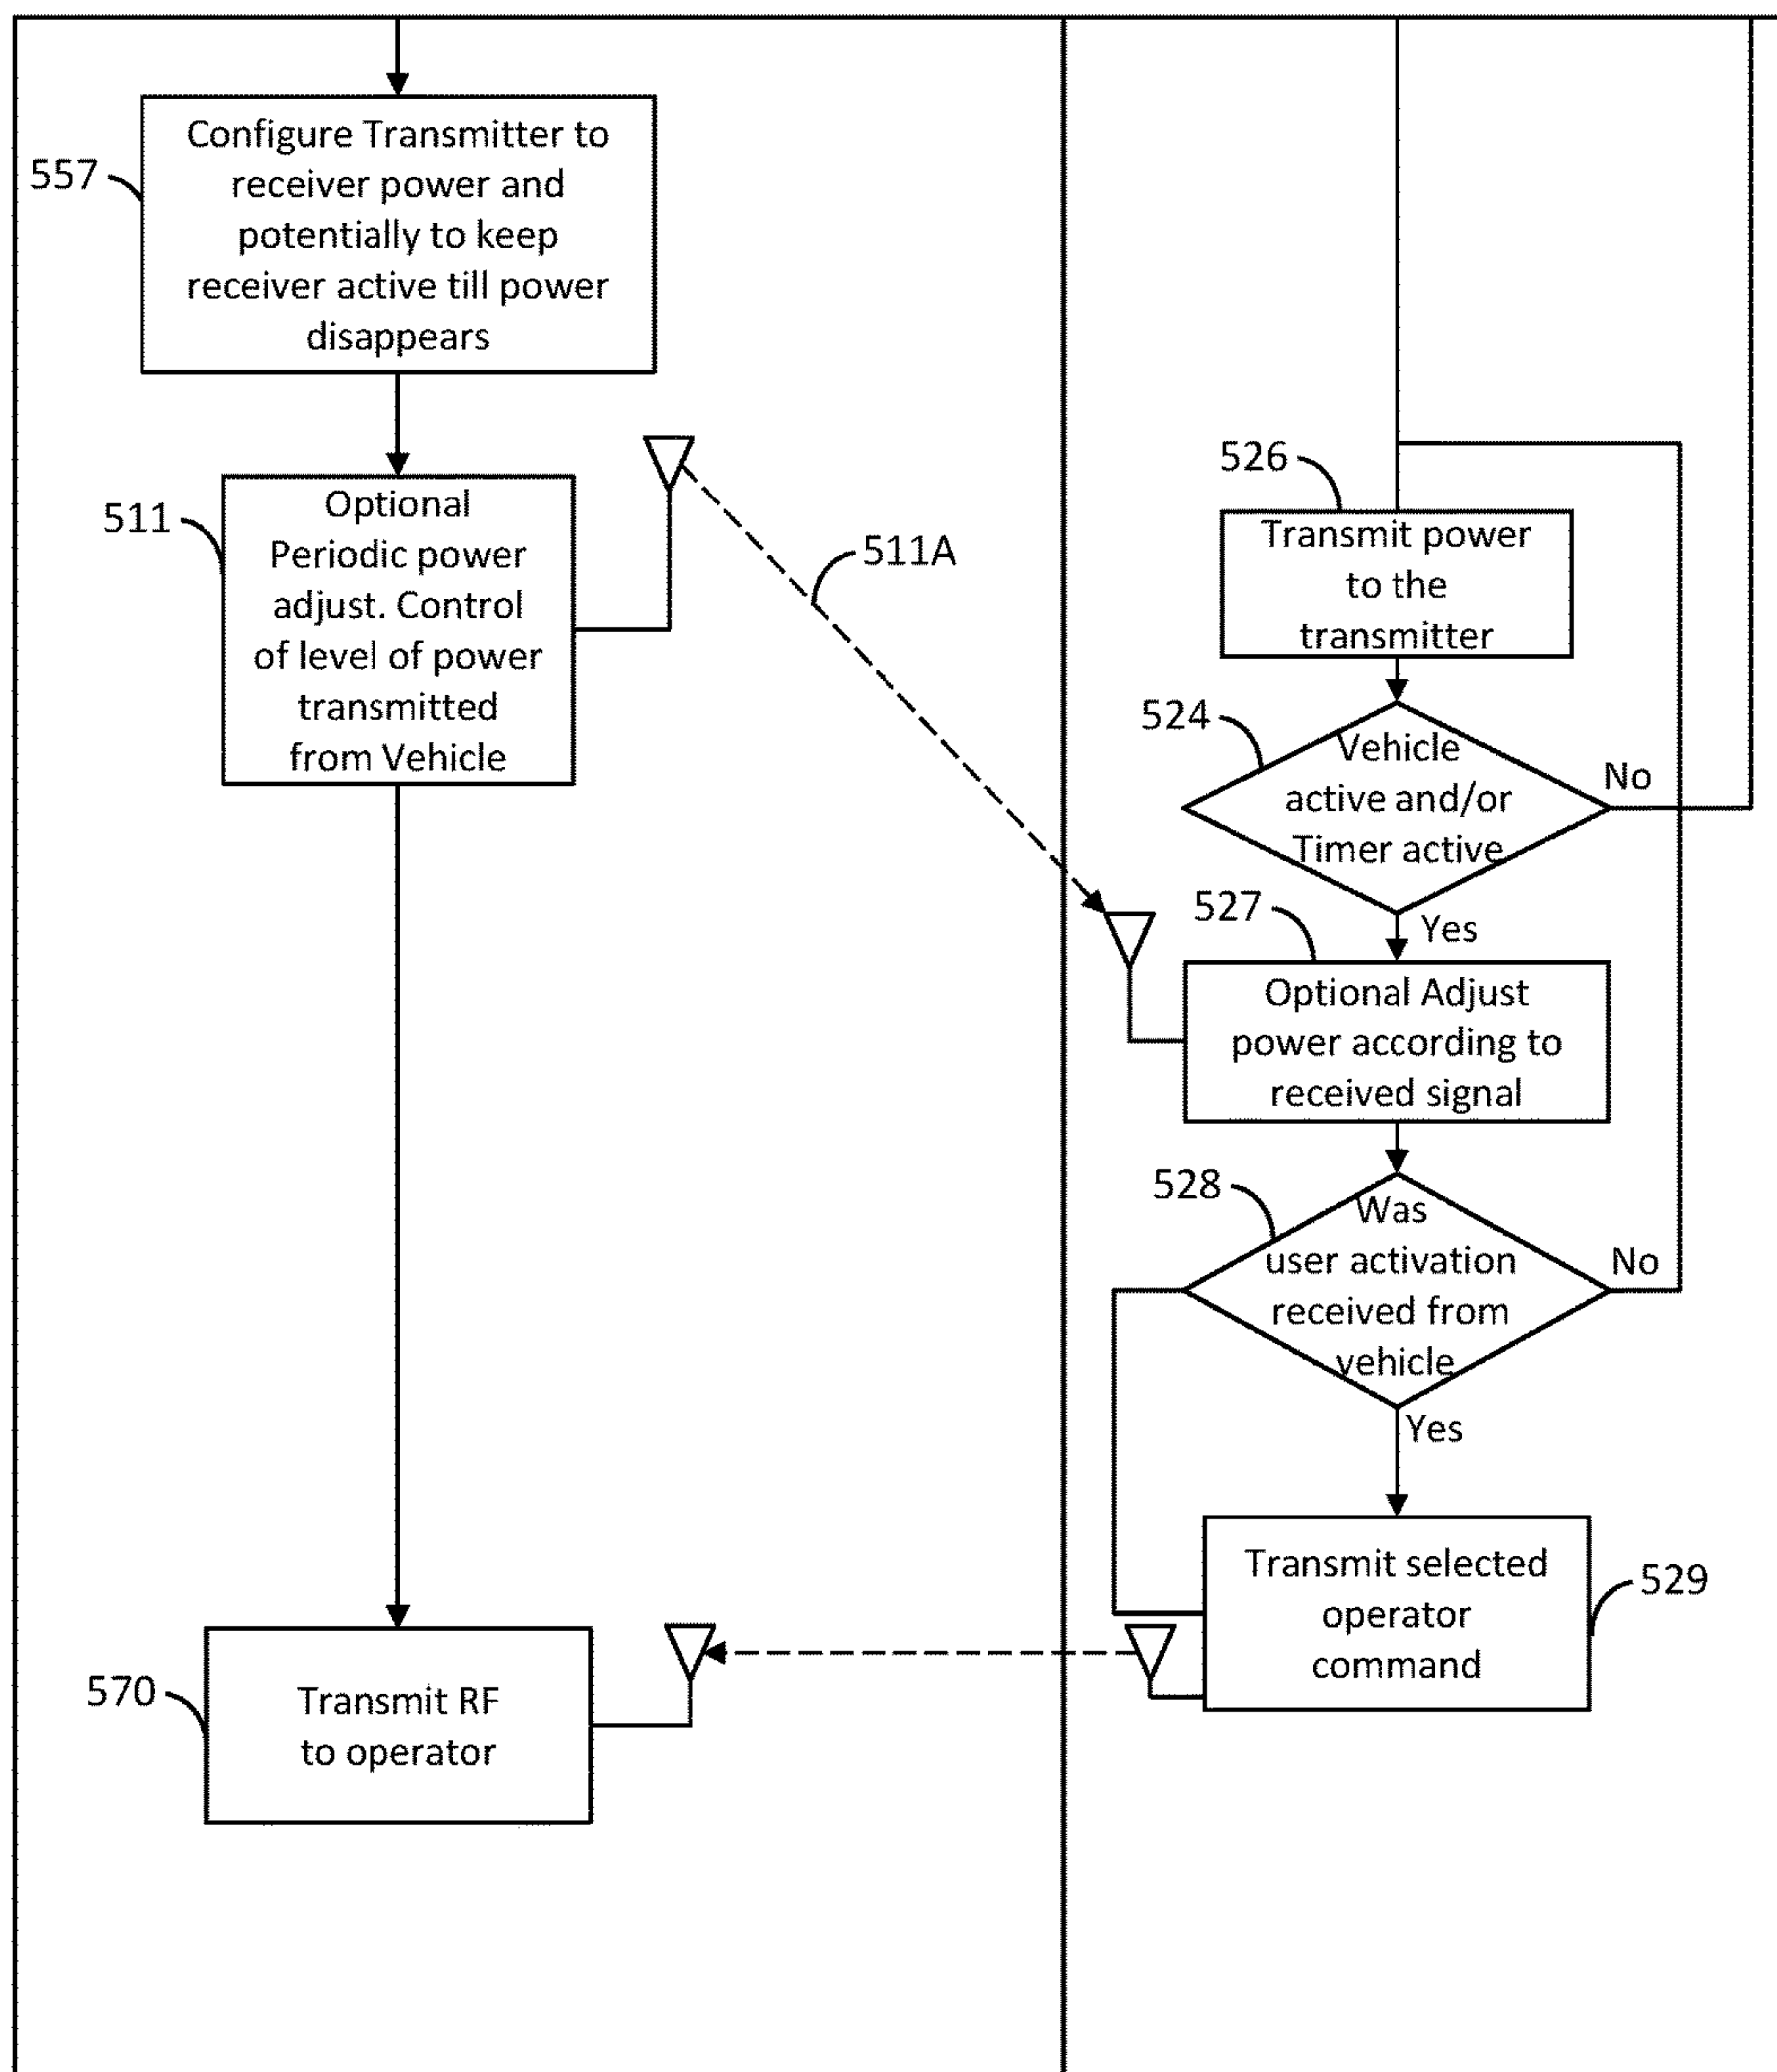 557
Configure Transmitter to
receiver power and
potentially to keep
receiver active till power
disappears
511
Optional
Periodic power
adjust. Control
of level of power
transmitted
from Vehicle
511A
570
Transmit RF
to operator
526
Transmit power
to the
transmitter
524
Vehicle
active and/or
Timer active
No
Yes
527
Optional Adjust
power according to
received signal
528
Was
user activation
received from
vehicle
No
Yes
Transmit selected
operator
command
529